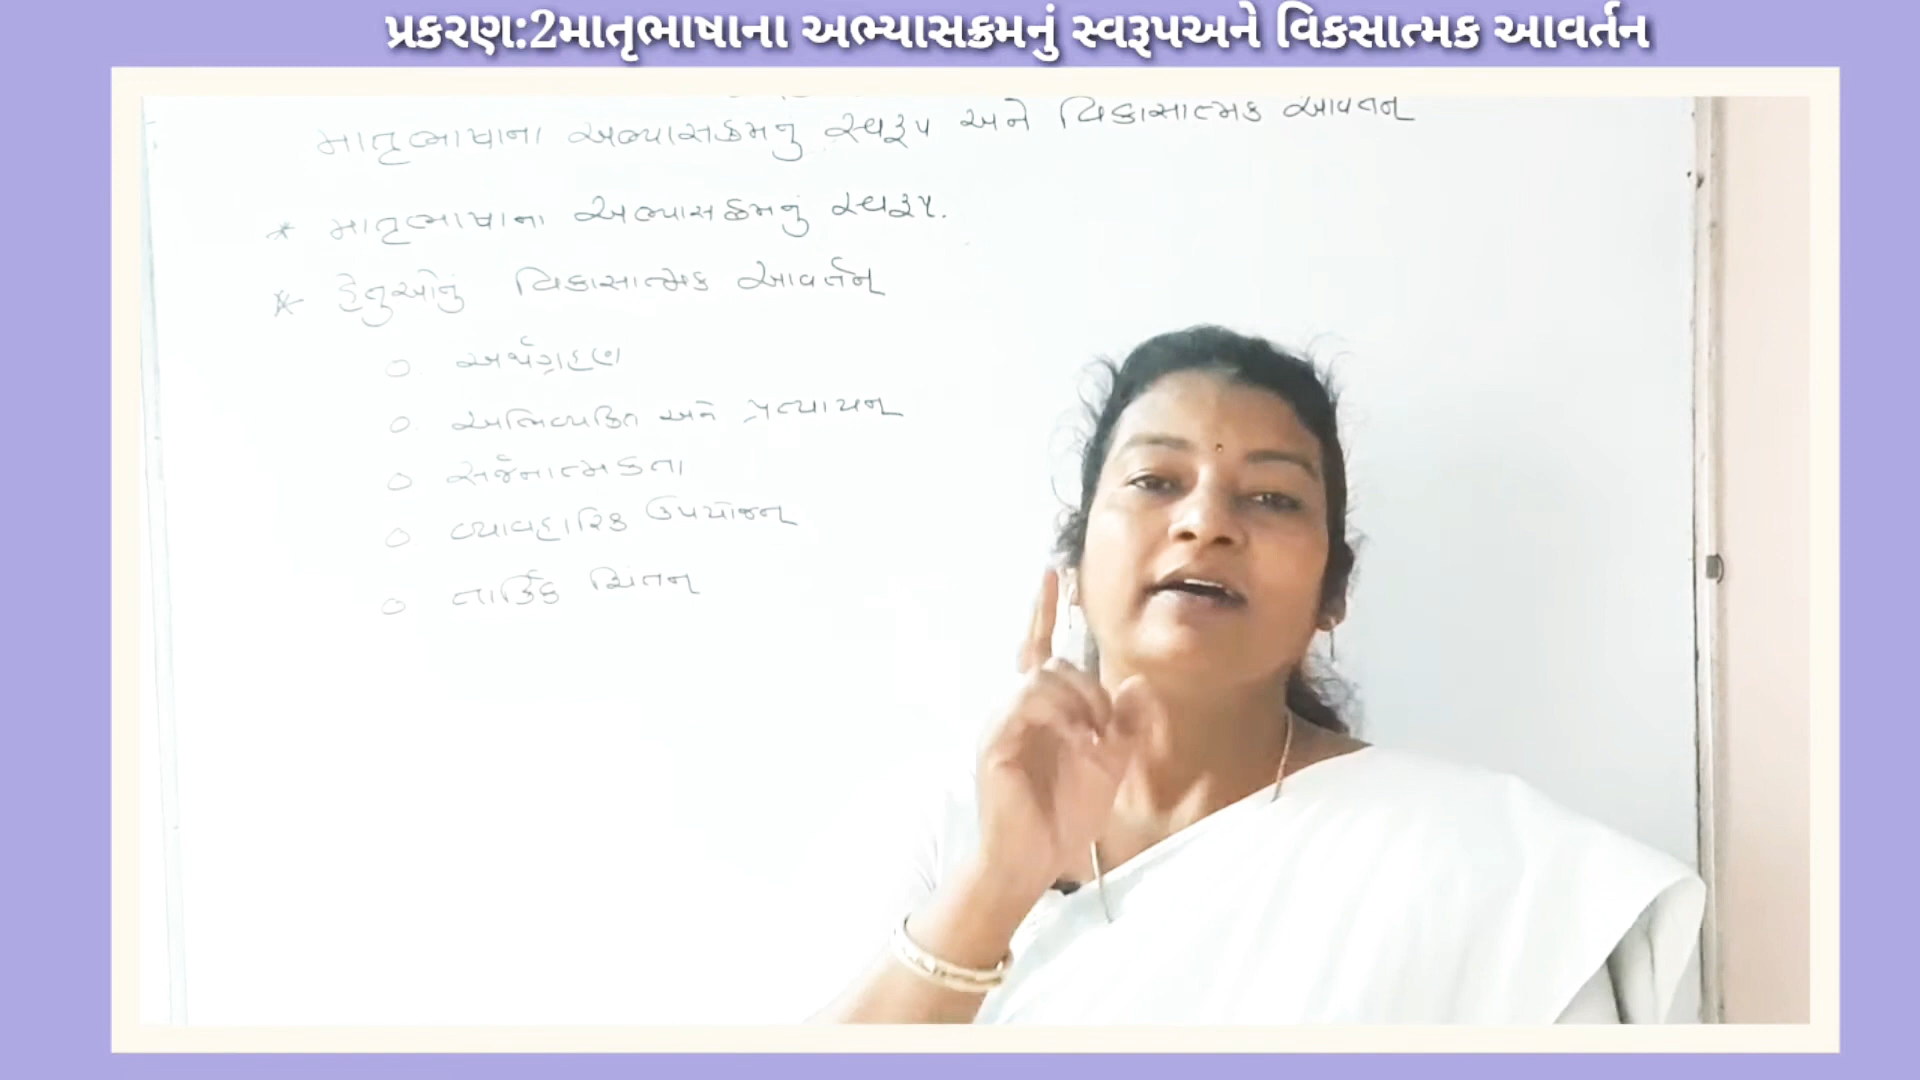 પ્રકરણ:2માતૃભાષાના અભ્યાસક્રમનું સ્વરૂપઅને વિકસાત્મક આવર્તન
માતૃભાષાના અભ્યાસક્રમનુ સ્વરૂપ અને વિકાસાત્મક આવર્તન
* માતૃભાષાના અભ્યાસક્રમનું સ્વરૂપ.
* હેતુઓનું વિકાસાત્મક આવર્તન
○ અર્થગ્રહણ
○ અભિવ્યકિત અને પ્રત્યાયન
○ સર્જનાત્મકતા
○ વ્યાવહારિક ઉપયોજન
○ તાર્કિક ચિંતન